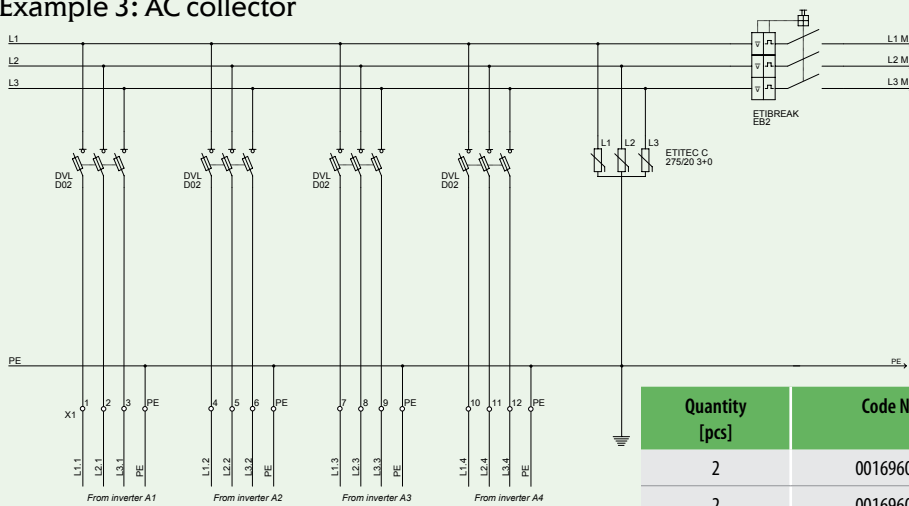 Example 3: AC collector
L1
L2
L3
L1 M
L2 M
L3 M
ETIBREAK
EB2
L1 L2 L3
ETITEC C
275/20 3+0
DVL
D02
DVL
D02
DVL
D02
DVL
D02
PE
PE
X1
1 2 3 PE
4 5 6 PE
7 8 9 PE
10 11 12 PE
L1.1 L2.1 L3.1 PE
L1.2 L2.2 L3.2 PE
L1.3 L2.3 L3.3 PE
L1.4 L2.4 L3.4 PE
From inverter A1
From inverter A2
From inverter A3
From inverter A4
Quantity
[pcs]
Code N
2 0016960